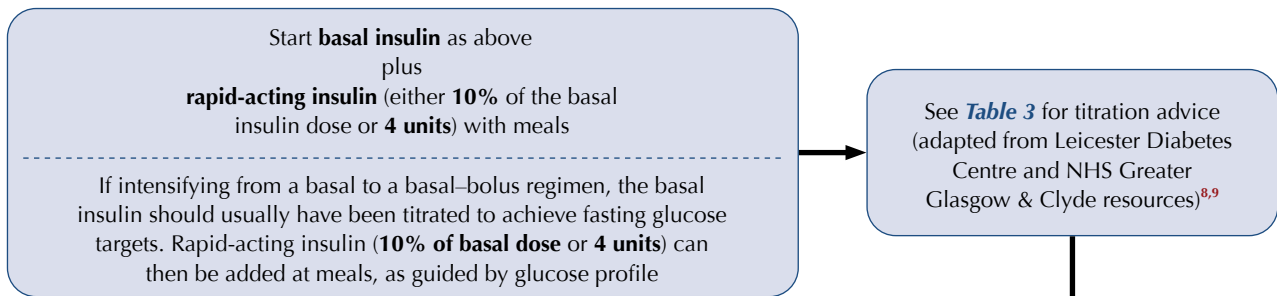 Start basal insulin as above
plus
rapid-acting insulin (either 10% of the basal
insulin dose or 4 units) with meals
If intensifying from a basal to a basal–bolus regimen, the basal
insulin should usually have been titrated to achieve fasting glucose
targets. Rapid-acting insulin (10% of basal dose or 4 units) can
then be added at meals, as guided by glucose profile
See Table 3 for titration advice
(adapted from Leicester Diabetes
Centre and NHS Greater
Glasgow & Clyde resources)8,9